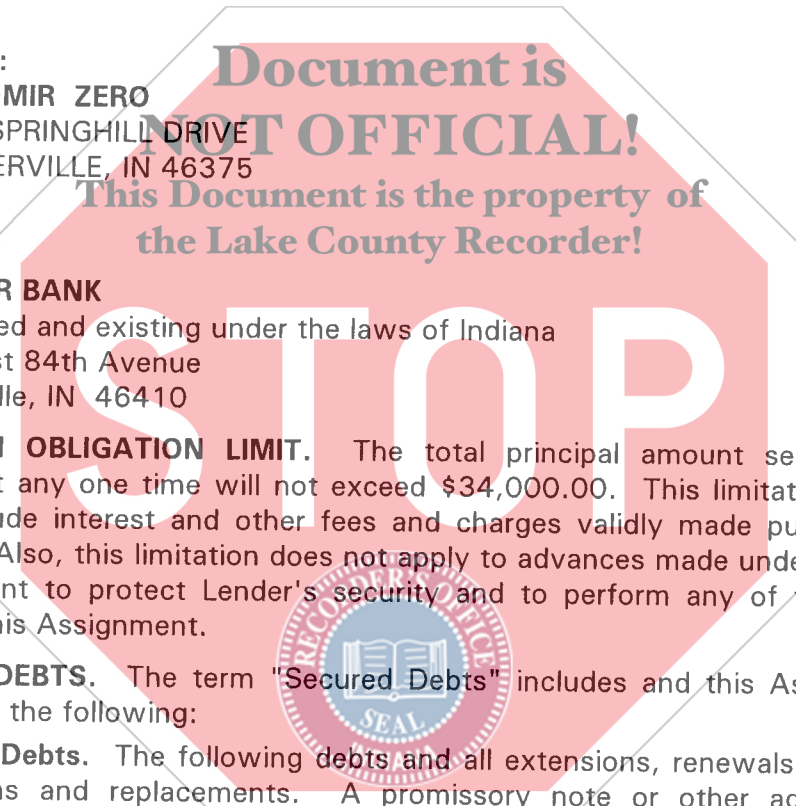 :
MIR ZERO
SPRINGHILL DRIVE
ERVILLE, IN 46375
Document is
NOT OFFICIAL!
This Document is the property of
the Lake County Recorder!
R BANK
ed and existing under the laws of Indiana
st 84th Avenue
lle, IN 46410
STOP
OBLIGATION LIMIT. The total principal amount se
t any one time will not exceed $34,000.00. This limitat
ude interest and other fees and charges validly made pu
Also, this limitation does not apply to advances made unde
nt to protect Lender's security and to perform any of
his Assignment.
RECORDER'S OFFICE
SEAL
INDIANA
DEBTS. The term "Secured Debts" includes and this As
the following:
Debts. The following debts and all extensions, renewals
ns and replacements. A promissory note or other ag